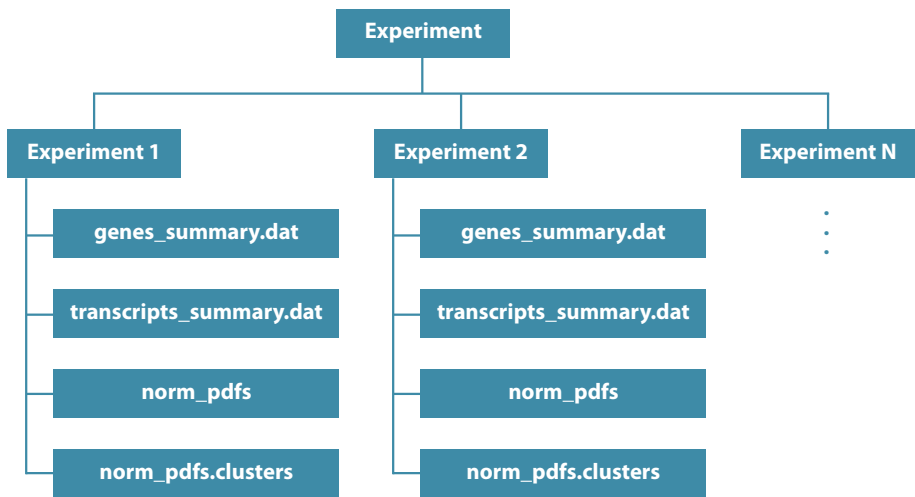 Experiment
Experiment 1
Experiment 2
Experiment N
genes_summary.dat
transcripts_summary.dat
norm_pdfs
norm_pdfs.clusters
genes_summary.dat
transcripts_summary.dat
norm_pdfs
norm_pdfs.clusters